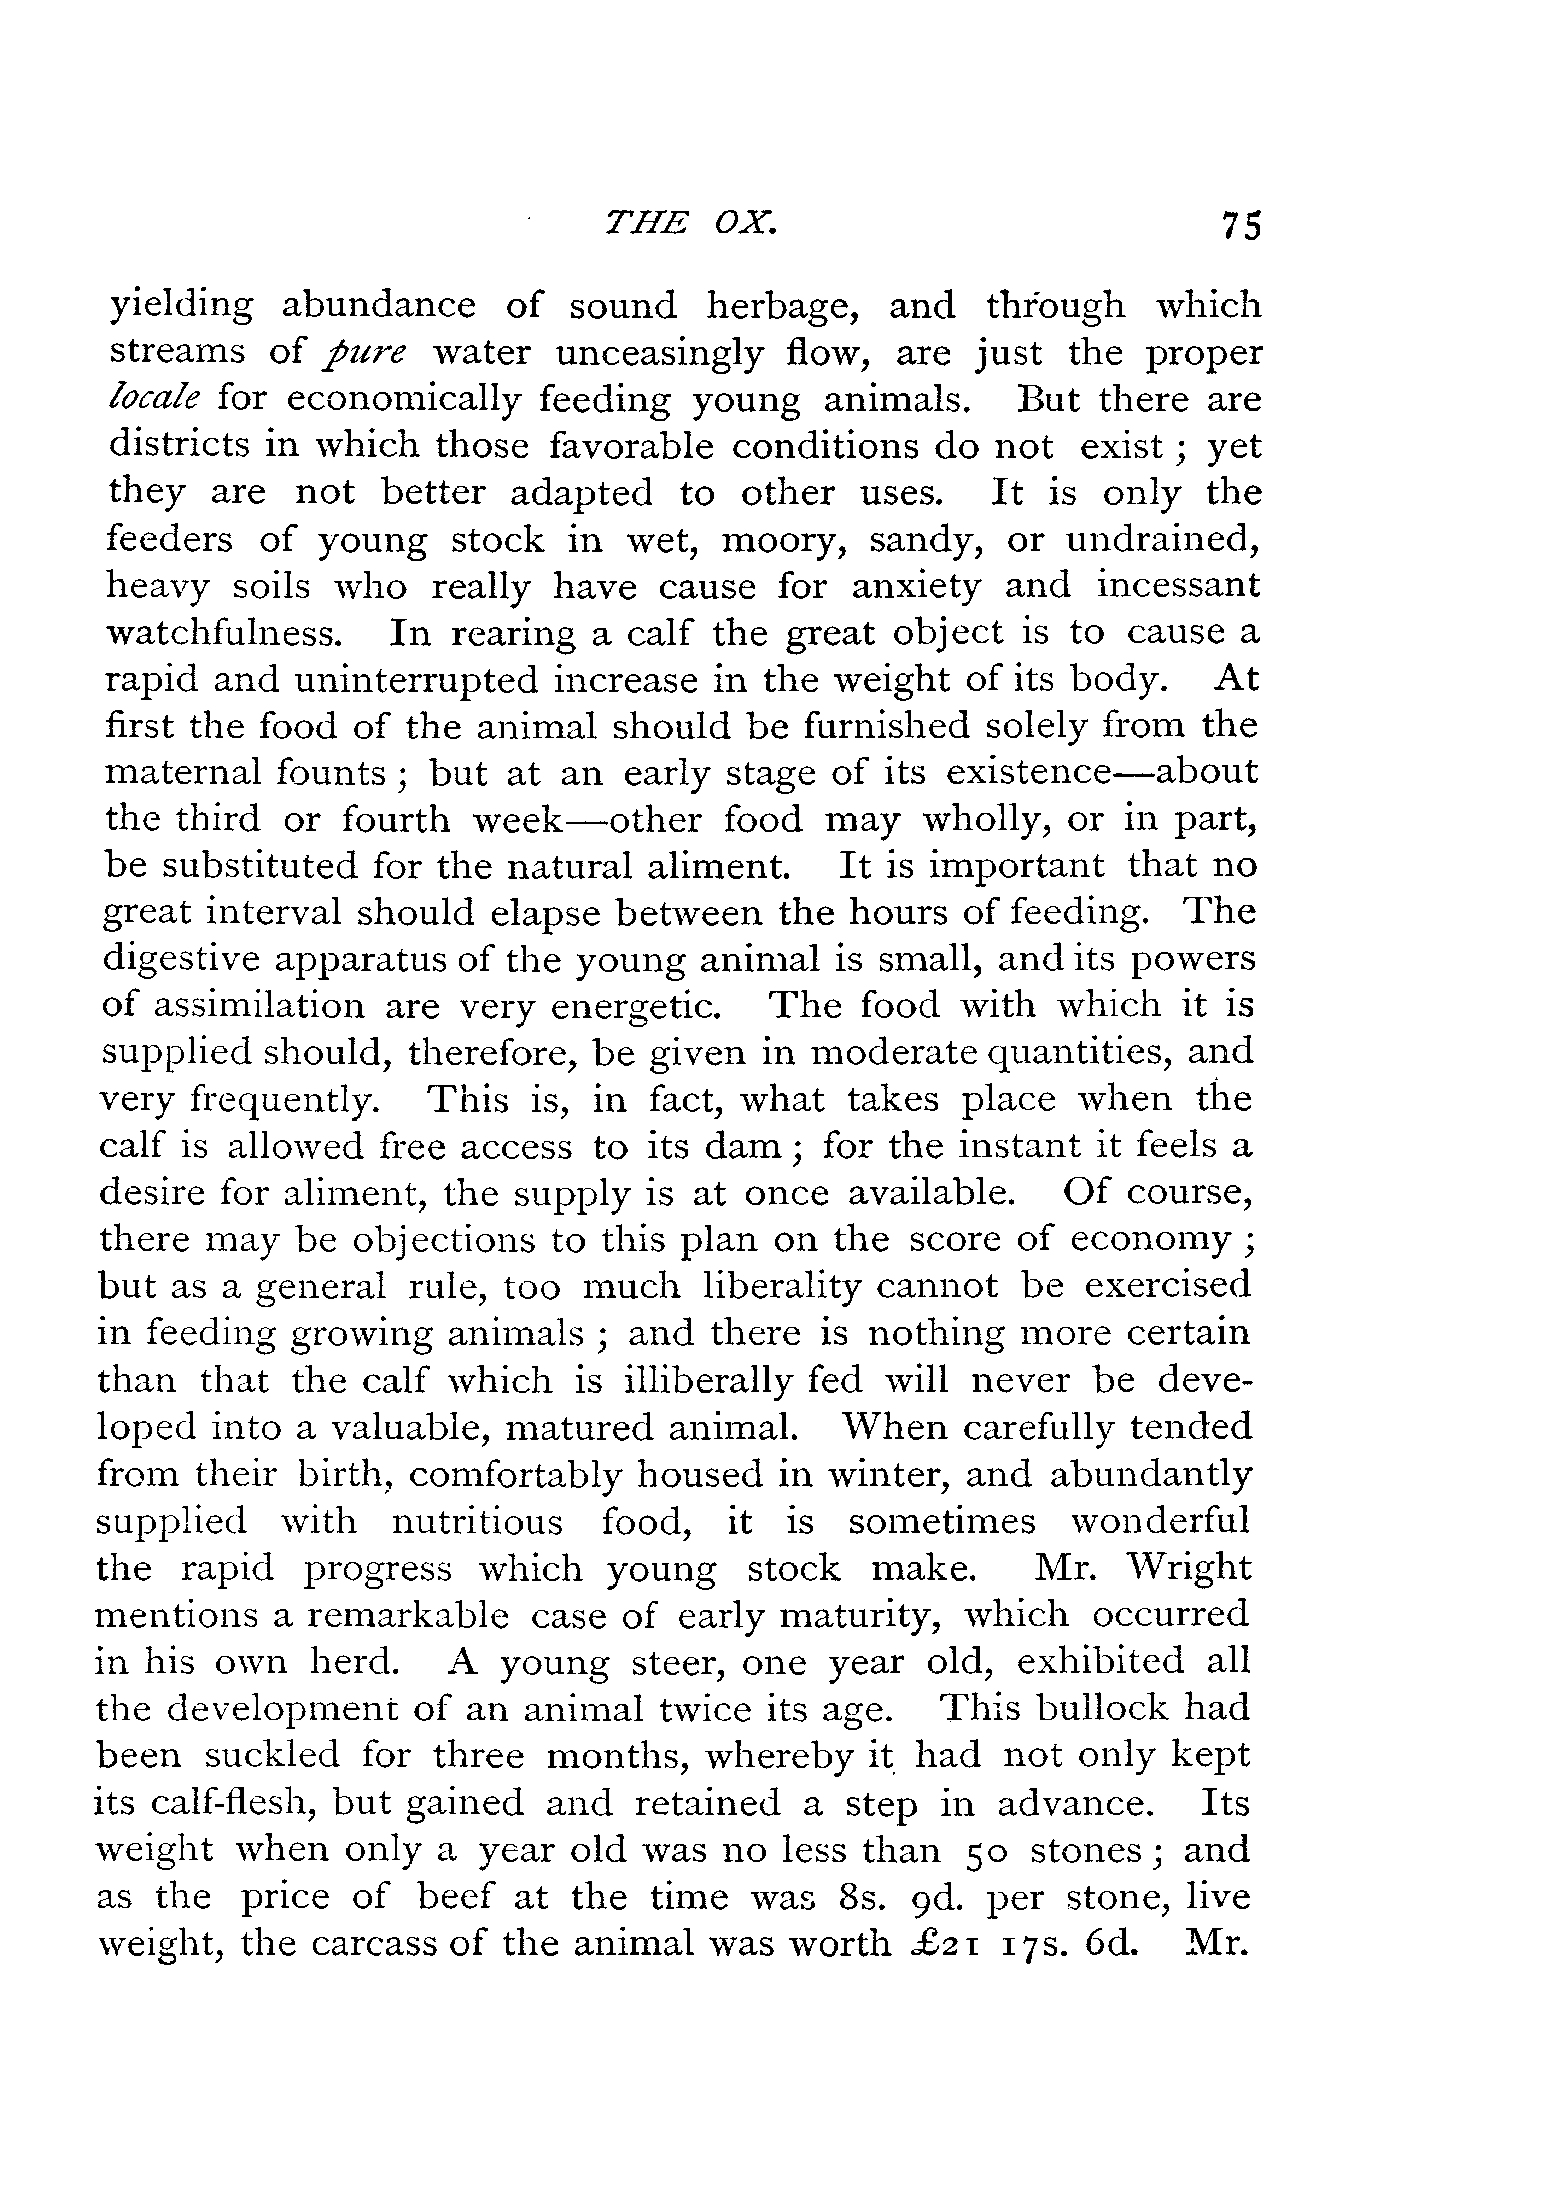 THE OX. 75
yielding abundance of sound herbage, and through which
streams of pure water unceasingly flow, are just the proper
locale for economically feeding young animals. But there are
districts in which those favorable conditions do not exist ; yet
they are not better adapted to other uses. It is only the
feeders of young stock in wet, moory, sandy, or undrained,
heavy soils who really have cause for anxiety and incessant
watchfulness. In rearing a calf the great object is to cause a
rapid and uninterrupted increase in the weight of its body. At
first the food of the animal should be furnished solely from the
maternal founts ; but at an early stage of its existence—about
the third or fourth week—other food may wholly, or in part,
be substituted for the natural aliment. It is important that no
great interval should elapse between the hours of feeding. The
digestive apparatus of the young animal is small, and its powers
of assimilation are very energetic. The food with which it is
supplied should, therefore, be given in moderate quantities, and
very frequently. This is, in fact, what takes place when the
calf is allowed free access to its dam ; for the instant it feels a
desire for aliment, the supply is at once available. Of course,
there may be objections to this plan on the score of economy ;
but as a general rule, too much liberality cannot be exercised
in feeding growing animals ; and there is nothing more certain
than that the calf which is illiberally fed will never be deve-
loped into a valuable, matured animal. When carefully tended
from their birth, comfortably housed in winter, and abundantly
supplied with nutritious food, it is sometimes wonderful
the rapid progress which young stock make. Mr. Wright
mentions a remarkable case of early maturity, which occurred
in his own herd. A young steer, one year old, exhibited all
the development of an animal twice its age. This bullock had
been suckled for three months, whereby it had not only kept
its calf-flesh, but gained and retained a step in advance. Its
weight when only a year old was no less than 50 stones ; and
as the price of beef at the time was 8s. 9d. per stone, live
weight, the carcass of the animal was worth £21 17s. 6d. Mr.